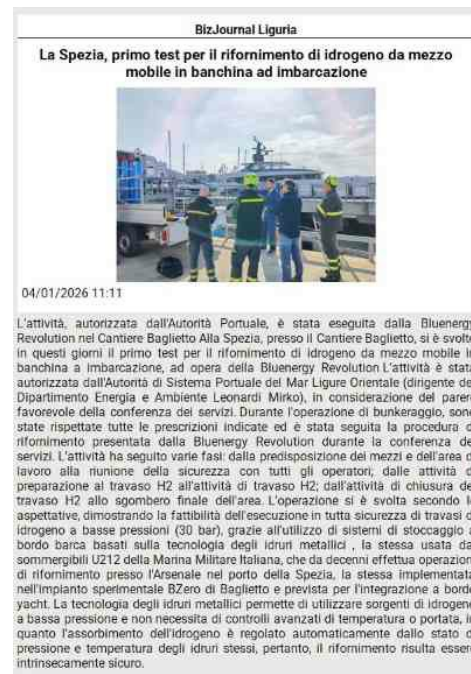 BizJournal Liguria
La Spezia, primo test per il rifornimento di idrogeno da mezzo
mobile in banchina ad imbarcazione
04/01/2026 11:11
L'attività, autorizzata dall'Autorità Portuale, è stata eseguita dalla Bluenergy
Revolution nel Cantiere Baglietto Alla Spezia, presso il Cantiere Baglietto, si è svolto
in questi giorni il primo test per il rifornimento di idrogeno da mezzo mobile in
banchina a imbarcazione, ad opera della Bluenergy Revolution L'attività è stata
autorizzata dall'Autorità di Sistema Portuale del Mar Ligure Orientale (dirigente del
Dipartimento Energia e Ambiente Leonardi Mirko), in considerazione del parere
favorevole della conferenza dei servizi. Durante l'operazione di bunkeraggio, sono
state rispettate tutte le prescrizioni indicate ed è stata seguita la procedura di
rifornimento presentata dalla Bluenergy Revolution durante la conferenza dei
servizi. L'attività ha seguito varie fasi: dalla predisposizione dei mezzi e dell'area di
lavoro alla riunione della sicurezza con tutti gli operatori; dalle attività di
preparazione al travaso H2 all'attività di travaso H2; dall'attività di chiusura del
travaso H2 allo sgombero finale dell'area. L'operazione si è svolta secondo le
aspettative, dimostrando la fattibilità dell'esecuzione in tutta sicurezza di travasi di
idrogeno a basse pressioni (30 bar), grazie all'utilizzo di sistemi di stoccaggio a
bordo barca basati sulla tecnologia degli idruri metallici , la stessa usata dai
sommergibili U212 della Marina Militare Italiana, che da decenni effettua operazioni
di rifornimento presso l'Arsenale nel porto della Spezia, la stessa implementata
nell'impianto sperimentale BZero di Baglietto e prevista per l'integrazione a bordo
yacht. La tecnologia degli idruri metallici permette di utilizzare sorgenti di idrogeno
a bassa pressione e non necessita di controlli avanzati di temperatura o portata, in
quanto l'assorbimento dell'idrogeno è regolato automaticamente dallo stato di
pressione e temperatura degli idruri stessi, pertanto, il rifornimento risulta essere
intrinsecamente sicuro.